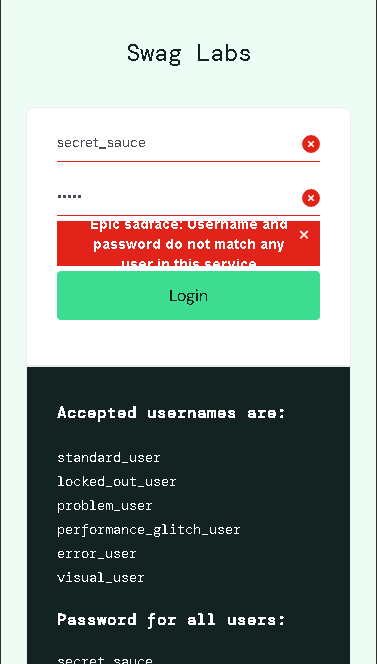 Swag Labs
secret_sauce
•••••
Epic sadface: Username and
password do not match any
user in this service
Login
Accepted usernames are:
standard_user
locked_out_user
problem_user
performance_glitch_user
error_user
visual_user
Password for all users:
secret_sauce